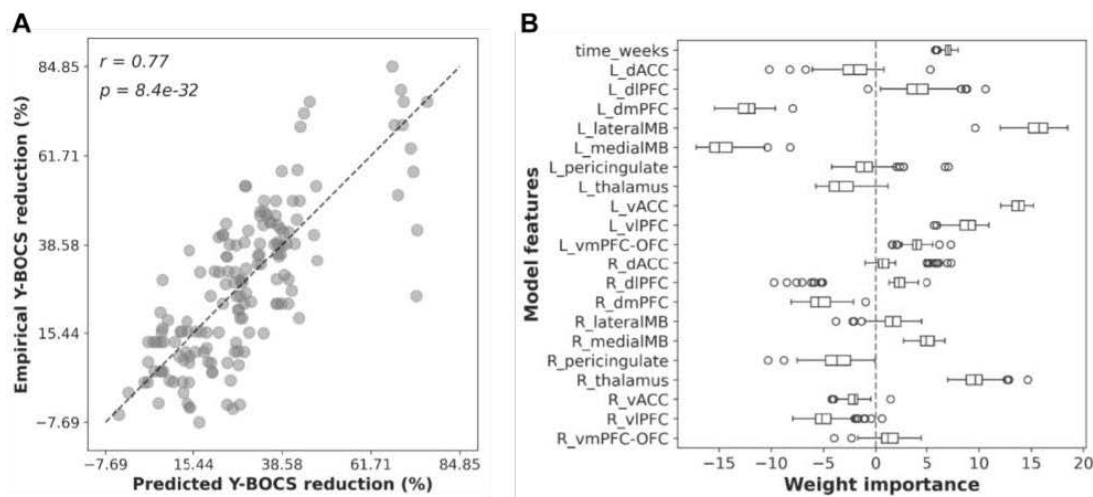 A
r = 0.77
p = 8.4e-32
Empirical Y-BOCS reduction (%)
84.85
61.71
38.58
15.44
−7.69
−7.69 15.44 38.58 61.71 84.85
Predicted Y-BOCS reduction (%)
B
Model features
time_weeks
L_dACC
L_dlPFC
L_dmPFC
L_lateralMB
L_medialMB
L_pericingulate
L_thalamus
L_vACC
L_vlPFC
L_vmPFC-OFC
R_dACC
R_dlPFC
R_dmPFC
R_lateralMB
R_medialMB
R_pericingulate
R_thalamus
R_vACC
R_vlPFC
R_vmPFC-OFC
−15 −10 −5 0 5 10 15 20
Weight importance